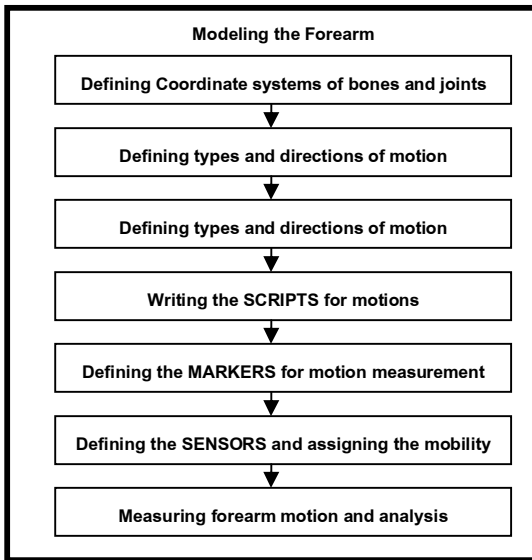 Modeling the Forearm
Defining Coordinate systems of bones and joints
Defining types and directions of motion
Defining types and directions of motion
Writing the SCRIPTS for motions
Defining the MARKERS for motion measurement
Defining the SENSORS and assigning the mobility
Measuring forearm motion and analysis